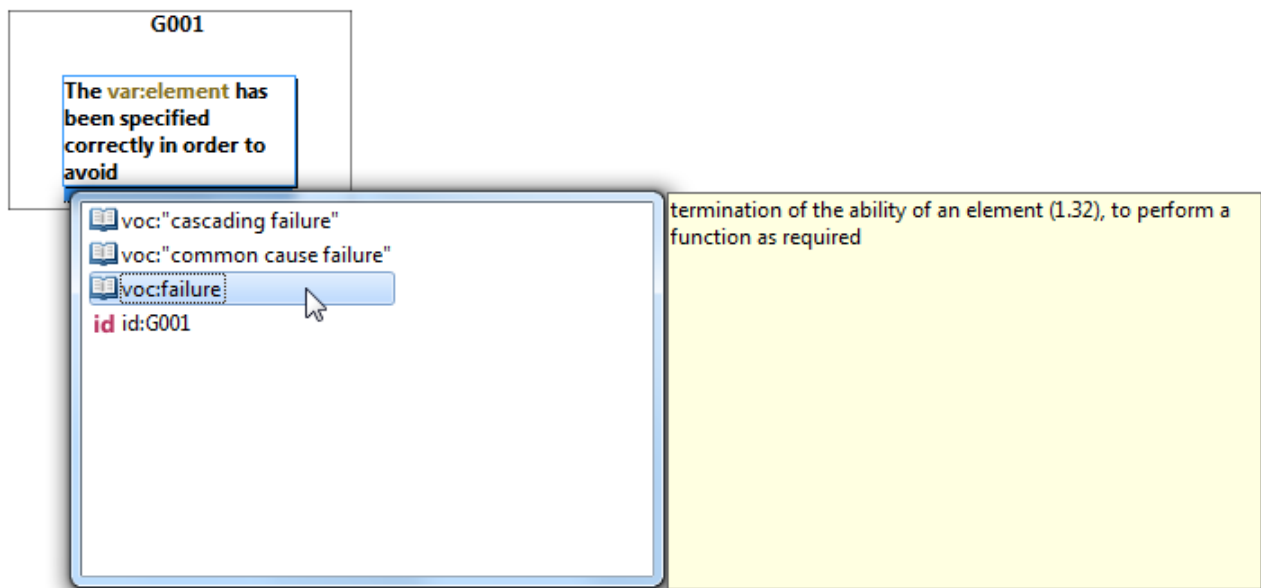 G001
The var:element has
been specified
correctly in order to
avoid
voc:"cascading failure"
voc:"common cause failure"
voc:failure
id id:G001
termination of the ability of an element (1.32), to perform a
function as required